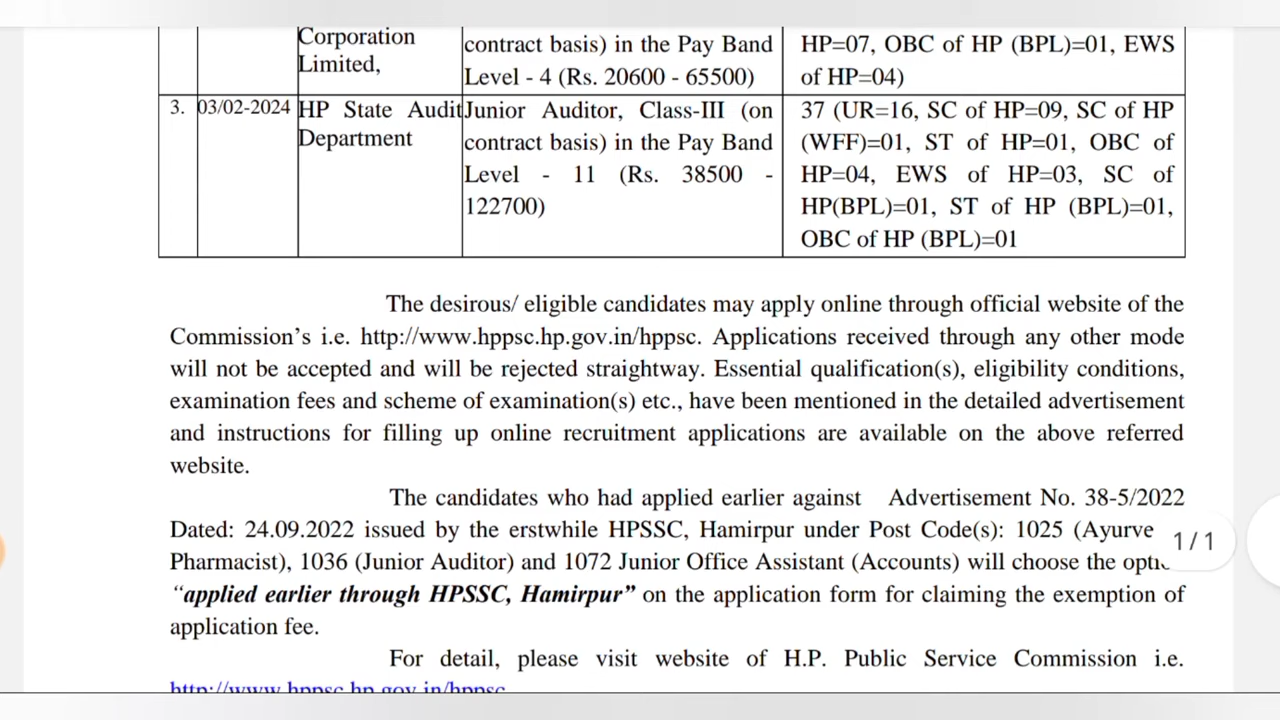 Corporation
Limited,
contract basis) in the Pay Band
Level - 4 (Rs. 20600 - 65500)
HP=07, OBC of HP (BPL)=01, EWS
of HP=04)
3. 03/02-2024 HP State Audit
Department
Junior Auditor, Class-III (on
contract basis) in the Pay Band
Level - 11 (Rs. 38500 -
122700)
37 (UR=16, SC of HP=09, SC of HP
(WFF)=01, ST of HP=01, OBC of
HP=04, EWS of HP=03, SC of
HP(BPL)=01, ST of HP (BPL)=01,
OBC of HP (BPL)=01
The desirous/ eligible candidates may apply online through official website of the
Commission’s i.e. http://www.hppsc.hp.gov.in/hppsc. Applications received through any other mode
will not be accepted and will be rejected straightway. Essential qualification(s), eligibility conditions,
examination fees and scheme of examination(s) etc., have been mentioned in the detailed advertisement
and instructions for filling up online recruitment applications are available on the above referred
website.
The candidates who had applied earlier against Advertisement No. 38-5/2022
Dated: 24.09.2022 issued by the erstwhile HPSSC, Hamirpur under Post Code(s): 1025 (Ayurve
Pharmacist), 1036 (Junior Auditor) and 1072 Junior Office Assistant (Accounts) will choose the
“applied earlier through HPSSC, Hamirpur” on the application form for claiming the exemption of
application fee.
For detail, please visit website of H.P. Public Service Commission i.e.
http://www.hppsc.hp.gov.in/hppsc
1/1